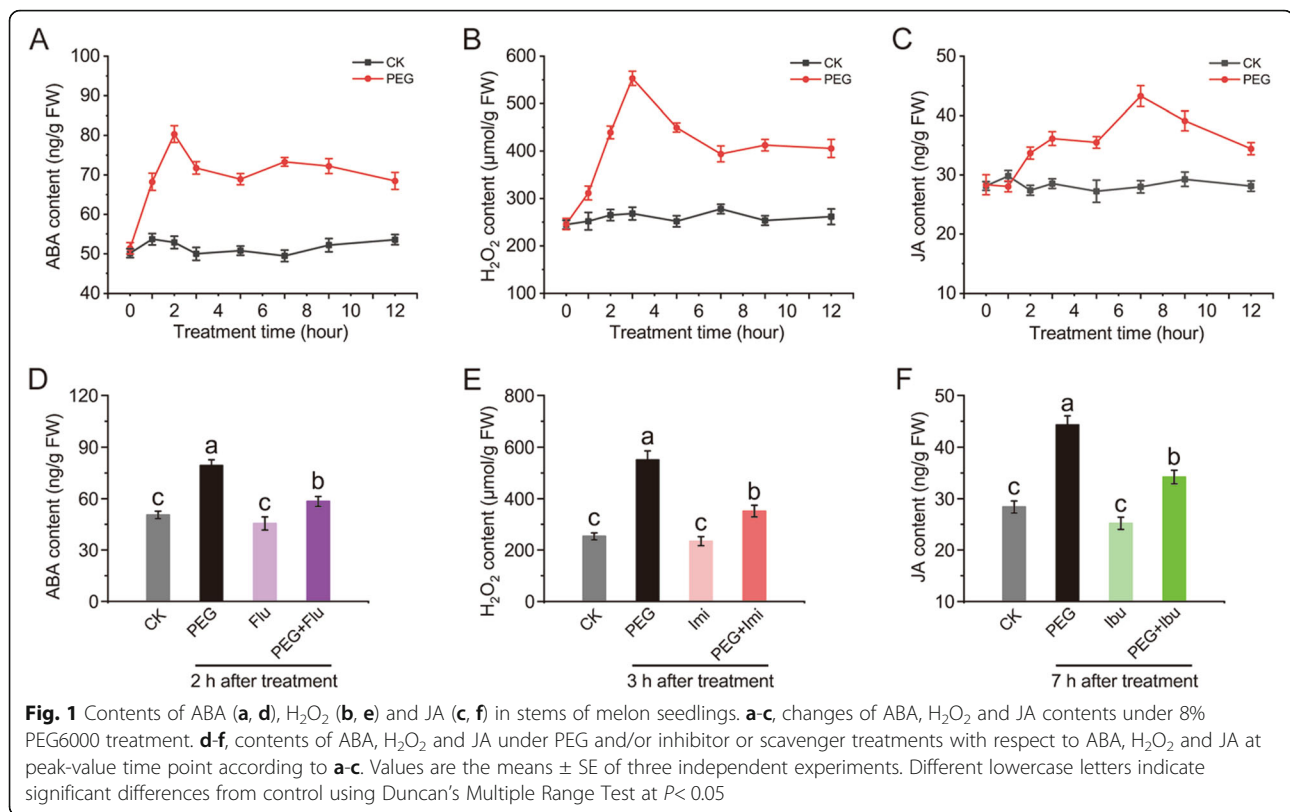 A
B
C
CK
PEG
CK
PEG
CK
PEG
ABA content (ng/g FW)
100
90
80
70
60
50
40
0 2 4 6 8 10 12
Treatment time (hour)
H₂O₂ content (µmol/g FW)
600
500
400
300
200
100
0 2 4 6 8 10 12
Treatment time (hour)
JA content (ng/g FW)
50
40
30
20
10
0 2 4 6 8 10 12
Treatment time (hour)
D
E
F
ABA content (ng/g FW)
120
90
60
45
0
c a c b
CK PEG Flu PEG+Flu
2 h after treatment
H₂O₂ content (µmol/g FW)
800
600
400
200
0
c a c b
CK PEG Imi PEG+Imi
3 h after treatment
JA content (ng/g FW)
50
40
30
20
10
c a c b
CK PEG Ibu PEG+Ibu
7 h after treatment
Fig. 1 Contents of ABA (a, d), H₂O₂ (b, e) and JA (c, f) in stems of melon seedlings. a-c, changes of ABA, H₂O₂ and JA contents under 8%
PEG6000 treatment. d-f, contents of ABA, H₂O₂ and JA under PEG and/or inhibitor or scavenger treatments with respect to ABA, H₂O₂ and JA at
peak-value time point according to a-c. Values are the means ± SE of three independent experiments. Different lowercase letters indicate
significant differences from control using Duncan's Multiple Range Test at P< 0.05